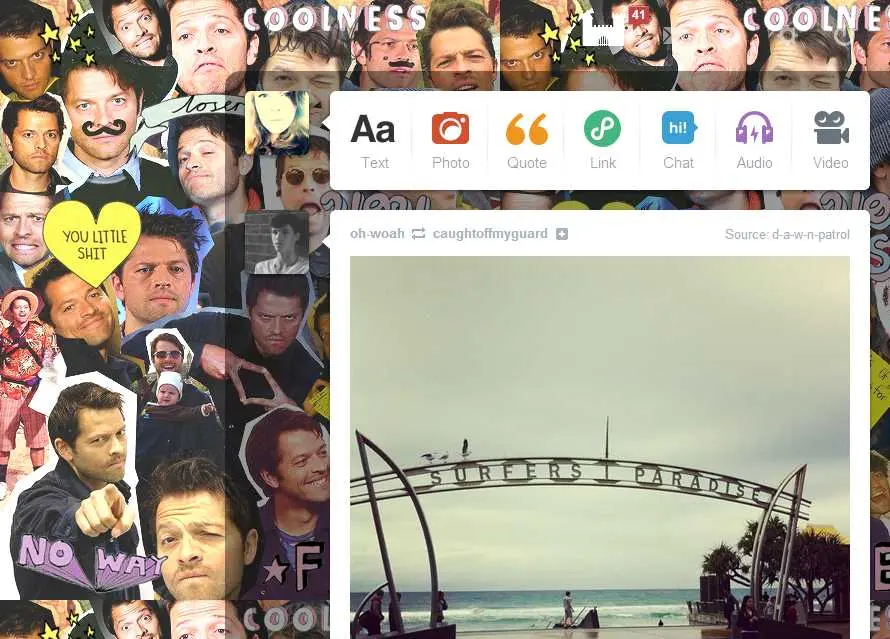 COOLNESS
41
COOLNE
loser
Aa
hi!
Text
Photo
Quote
Link
Chat
Audio
Video
YOU LITTLE
SHIT
oh-woah
caughtoffmyguard
Source: d-a-w-n-patrol
SURFERS PARADISE
NO WAY
F
COOLNESS